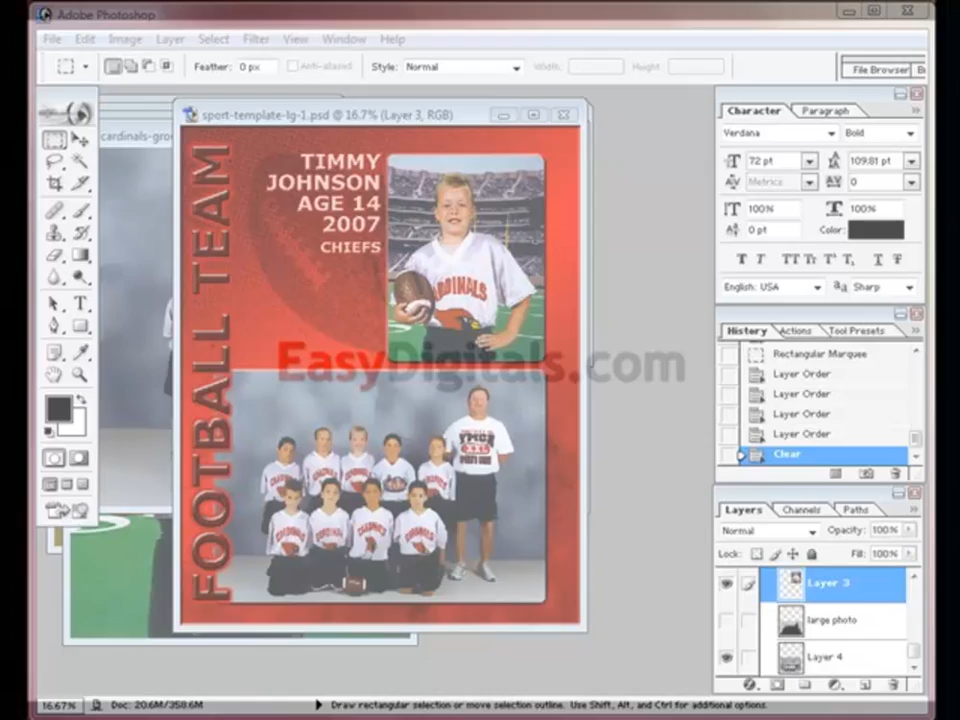 Adobe Photoshop
File Edit Image Layer Select Filter View Window Help
Feather: 0 px Anti-aliased Style: Normal Width: Height: File Browser
cardinals-gro
sport-template-lg-1.psd @ 16.7% (Layer 3, RGB)
FOOTBALL TEAM
TIMMY
JOHNSON
AGE 14
2007
CHIEFS
CARDINALS
EasyDigitals.com
YMCA
Character Paragraph
Verdana Bold
72 pt 109.81 pt
Metrics 0
100% 100%
0 pt Color:
T T TT Tr T¹ T₁ T T
English: USA aa Sharp
History Actions Tool Presets
Rectangular Marquee
Layer Order
Layer Order
Layer Order
Layer Order
Clear
Layers Channels Paths
Normal Opacity: 100%
Lock: Fill: 100%
Layer 3
large photo
Layer 4
16.67% Doc: 20.6M/358.6M Draw rectangular selection or move selection outline. Use Shift, Alt, and Ctrl for additional options.